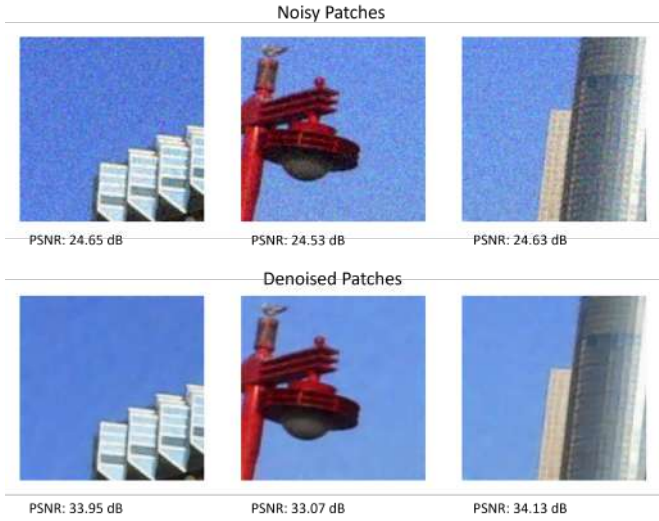 Noisy Patches
PSNR: 24.65 dB
PSNR: 24.53 dB
PSNR: 24.63 dB
Denoised Patches
PSNR: 33.95 dB
PSNR: 33.07 dB
PSNR: 34.13 dB